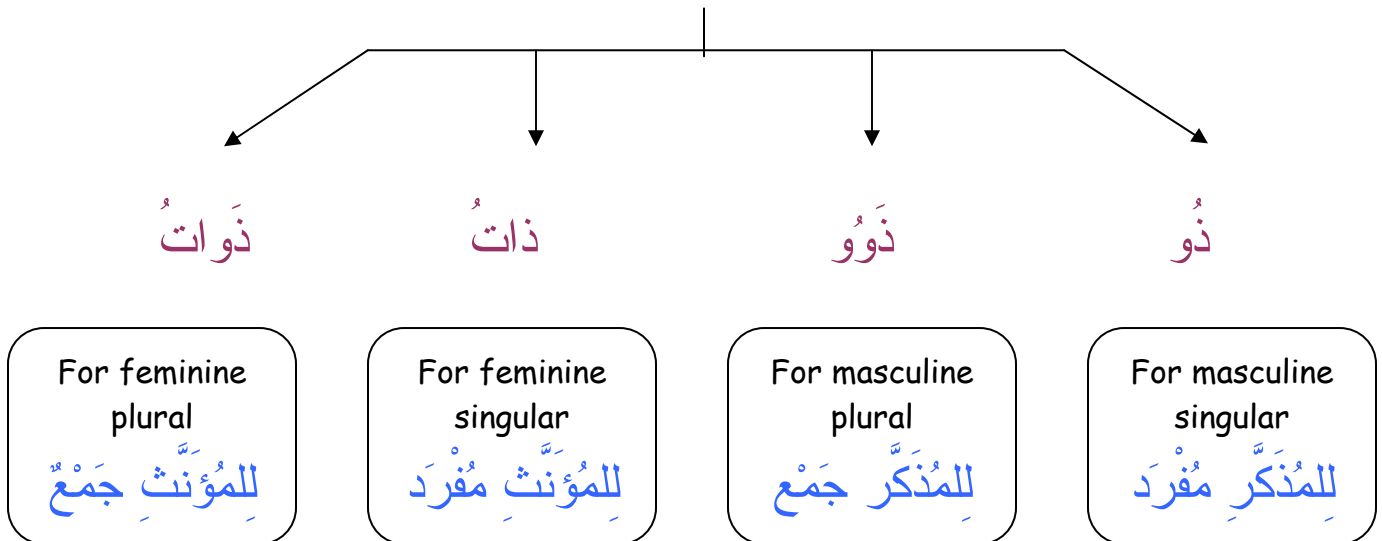 ذُو
ذَوُو
ذاتُ
ذَواتُ
For masculine
singular
لِلمُذَكَّرِ مُفْرَد
For masculine
plural
لِلمُذَكَّر جَمْع
For feminine
singular
لِلمُؤَنَّثِ مُفْرَد
For feminine
plural
لِلمُؤَنَّثِ جَمْعٌ